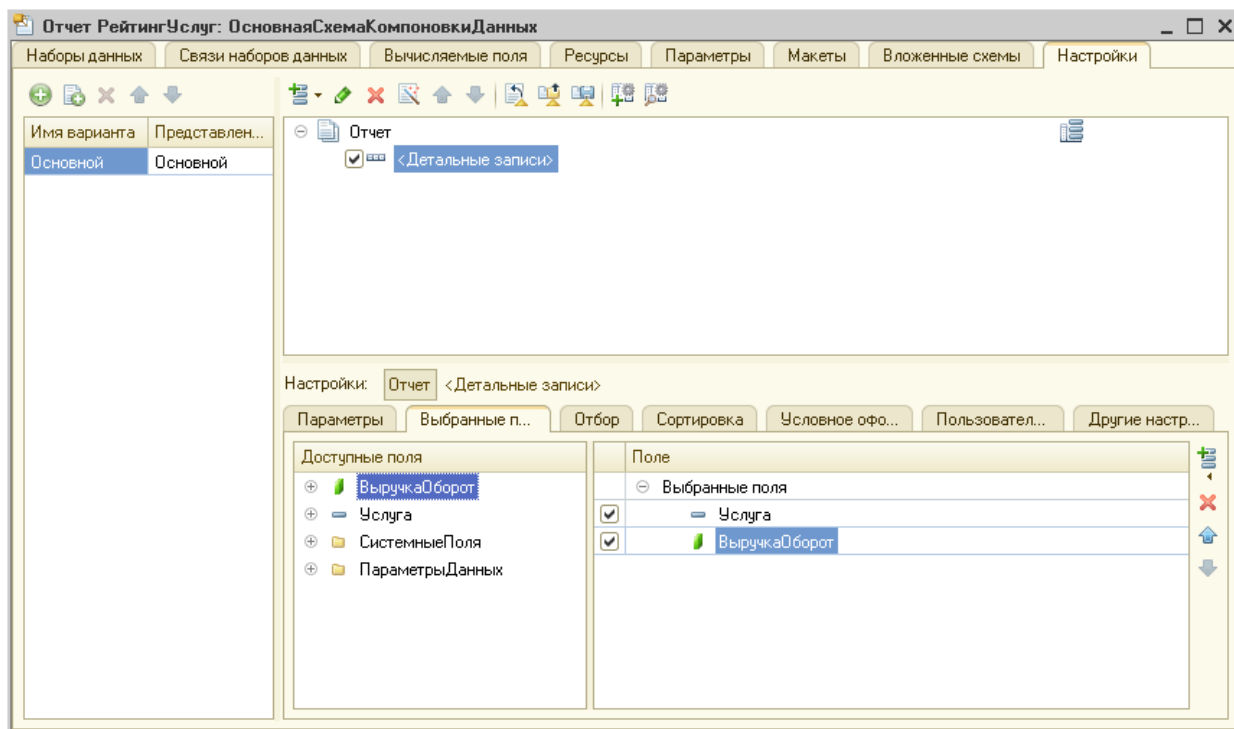 Отчет РейтингУслуг: ОсновнаяСхемаКомпоновкиДанных
Наборы данных Связи наборов данных Вычисляемые поля Ресурсы Параметры Макеты Вложенные схемы Настройки
Имя варианта Представлен...
Основной Основной
Отчет
<Детальные записи>
Настройки: Отчет <Детальные записи>
Параметры Выбранные п... Отбор Сортировка Условное офо... Пользовател... Другие настр...
Доступные поля
ВыручкаОборот
Услуга
СистемныеПоля
ПараметрыДанных
Поле
Выбранные поля
Услуга
ВыручкаОборот